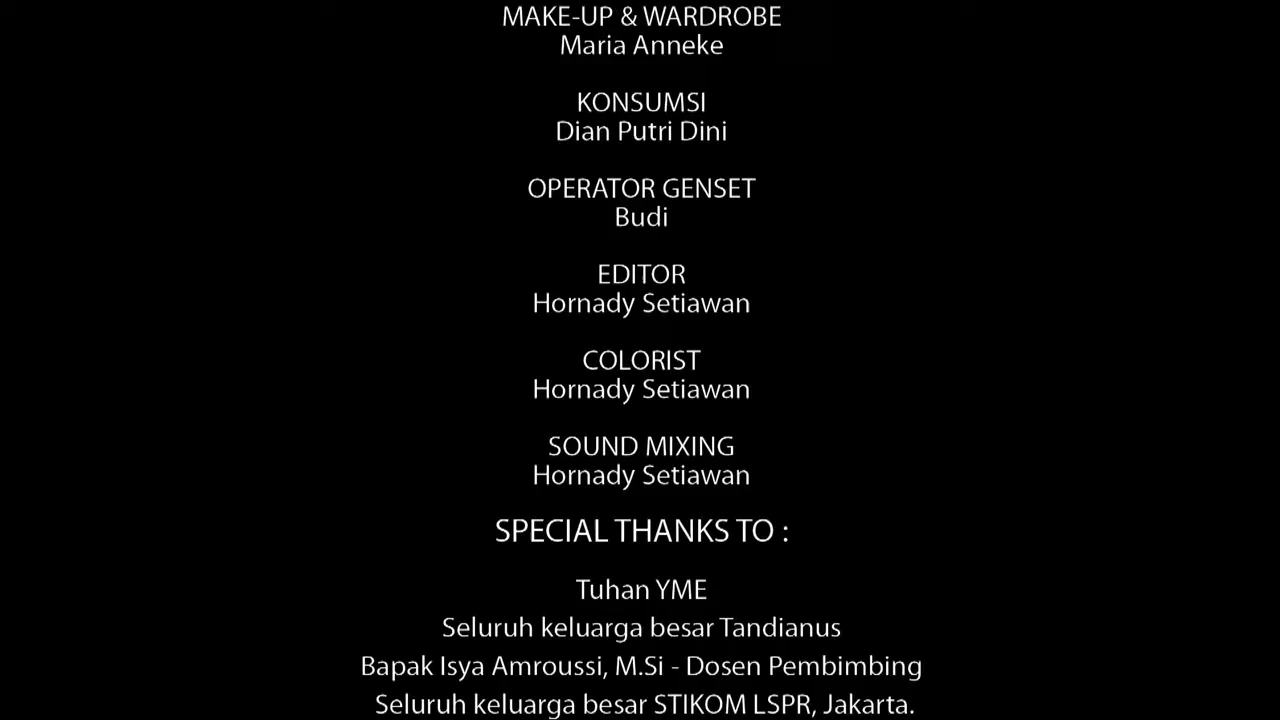 MAKE-UP & WARDROBE
Maria Anneke
KONSUMSI
Dian Putri Dini
OPERATOR GENSET
Budi
EDITOR
Hornady Setiawan
COLORIST
Hornady Setiawan
SOUND MIXING
Hornady Setiawan
SPECIAL THANKS TO :
Tuhan YME
Seluruh keluarga besar Tandianus
Bapak Isya Amroussi, M.Si - Dosen Pembimbing
Seluruh keluarga besar STIKOM LSPR, Jakarta.